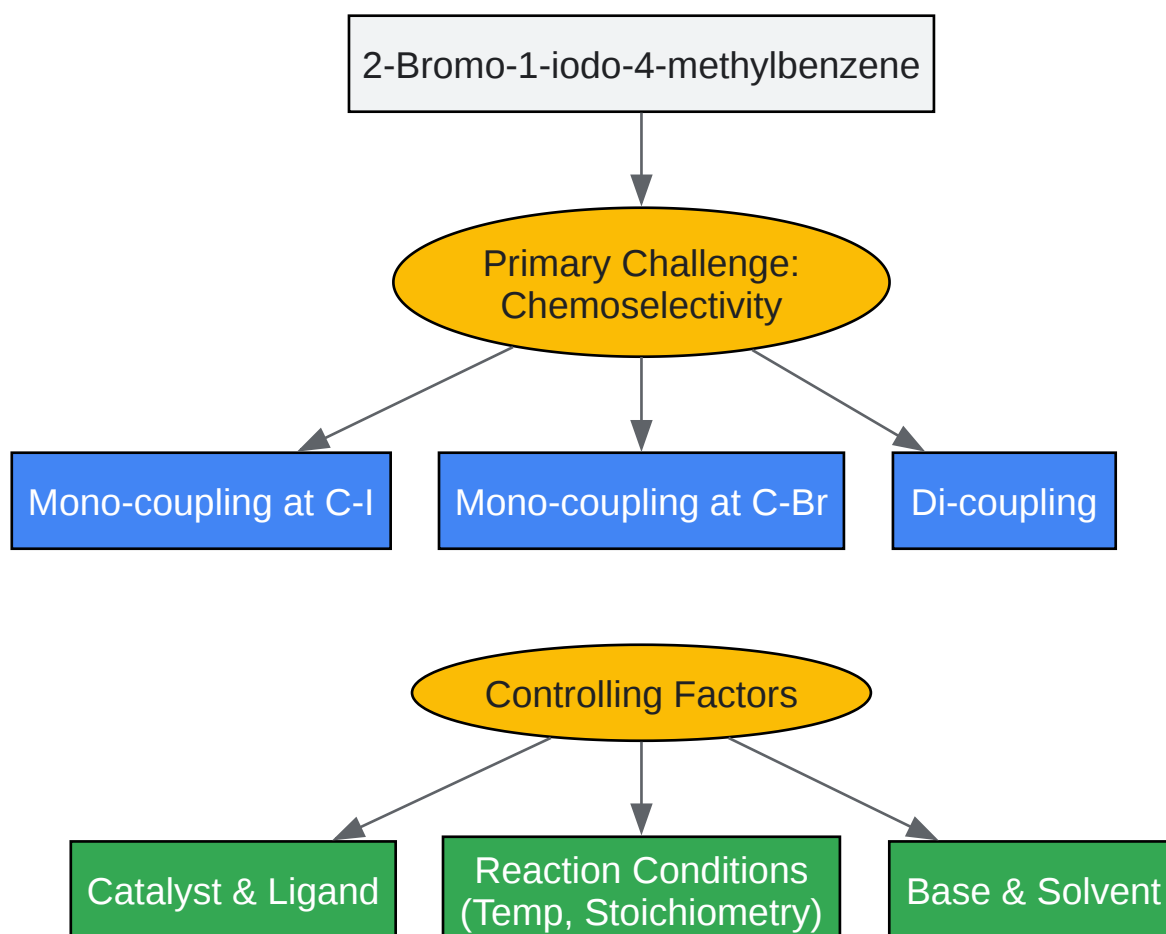 2-Bromo-1-iodo-4-methylbenzene
Primary Challenge:
Chemoselectivity
Mono-coupling at C-I
Mono-coupling at C-Br
Di-coupling
Controlling Factors
Catalyst & Ligand
Reaction Conditions
(Temp, Stoichiometry)
Base & Solvent